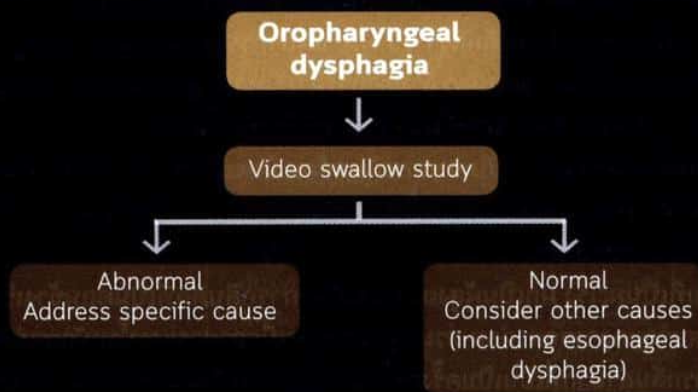 Oropharyngeal
dysphagia
Video swallow study
Abnormal
Address specific cause
Normal
Consider other causes
(including esophageal
dysphagia)